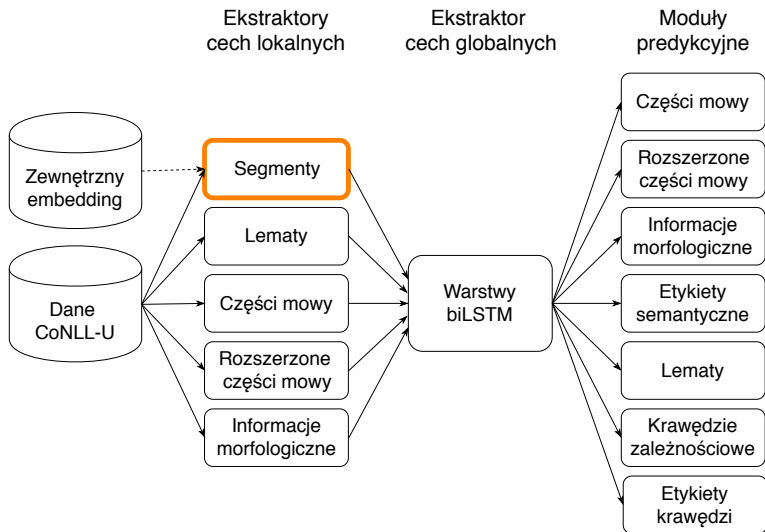 Ekstraktory
cech lokalnych
Ekstraktor
cech globalnych
Moduły
predykcyjne
Zewnętrzny
embedding
Dane
CoNLL-U
Segmenty
Lematy
Części mowy
Rozszerzone
części mowy
Informacje
morfologiczne
Warstwy
biLSTM
Części mowy
Rozszerzone
części mowy
Informacje
morfologiczne
Etykiety
semantyczne
Lematy
Krawędzie
zależnościowe
Etykiety
krawędzi